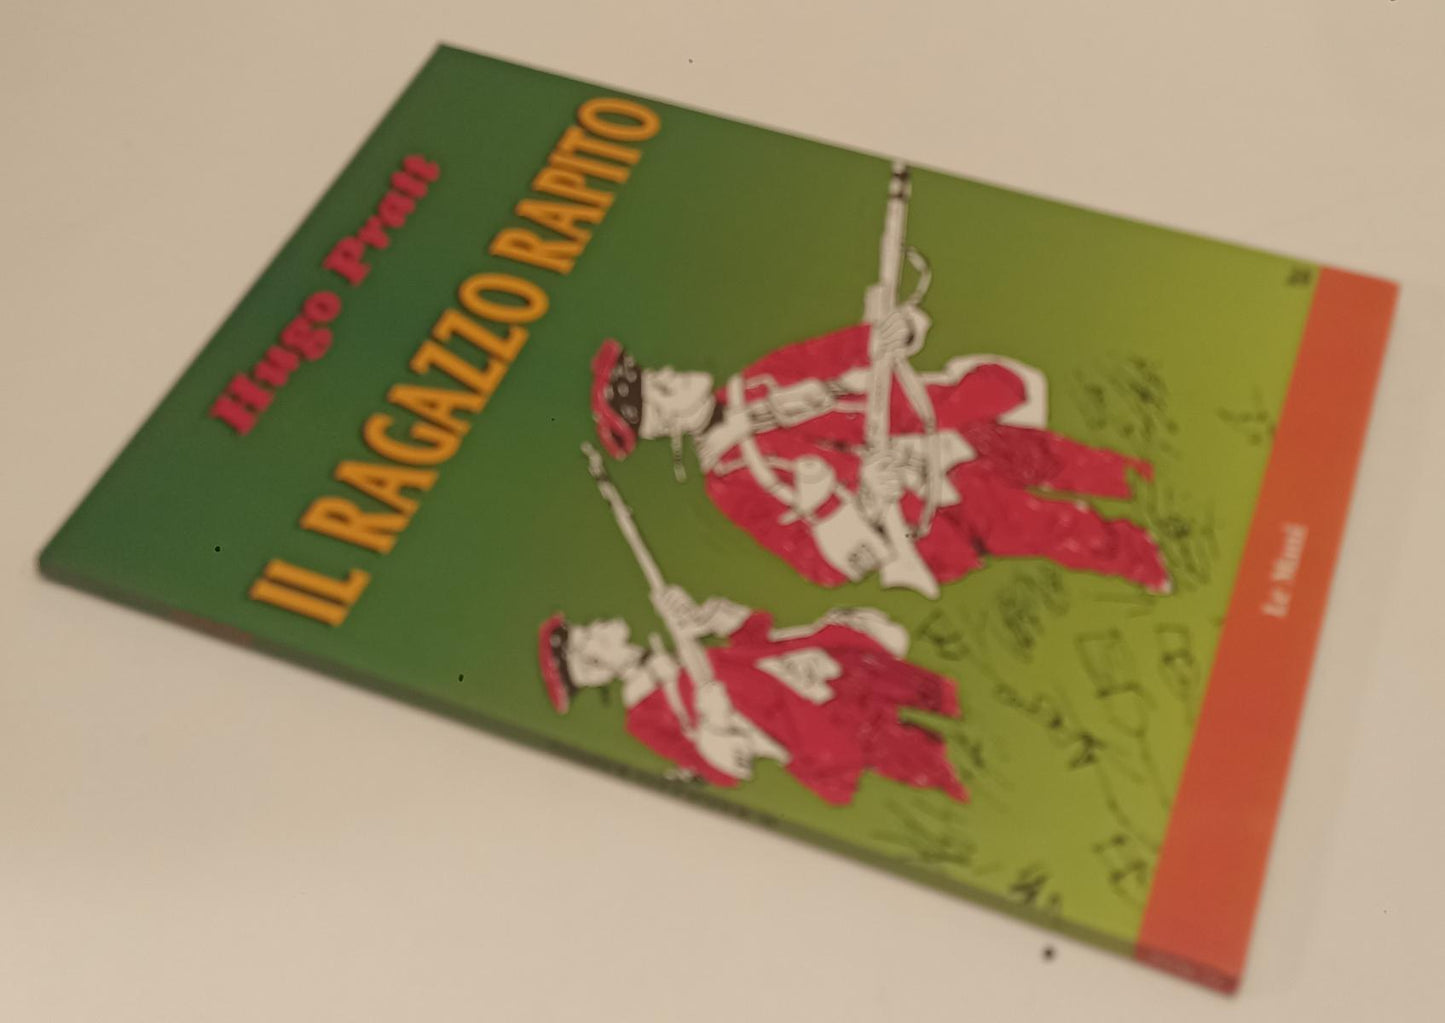 Hugo Pratt
IL RAGAZZO RAPITO
Le Mani